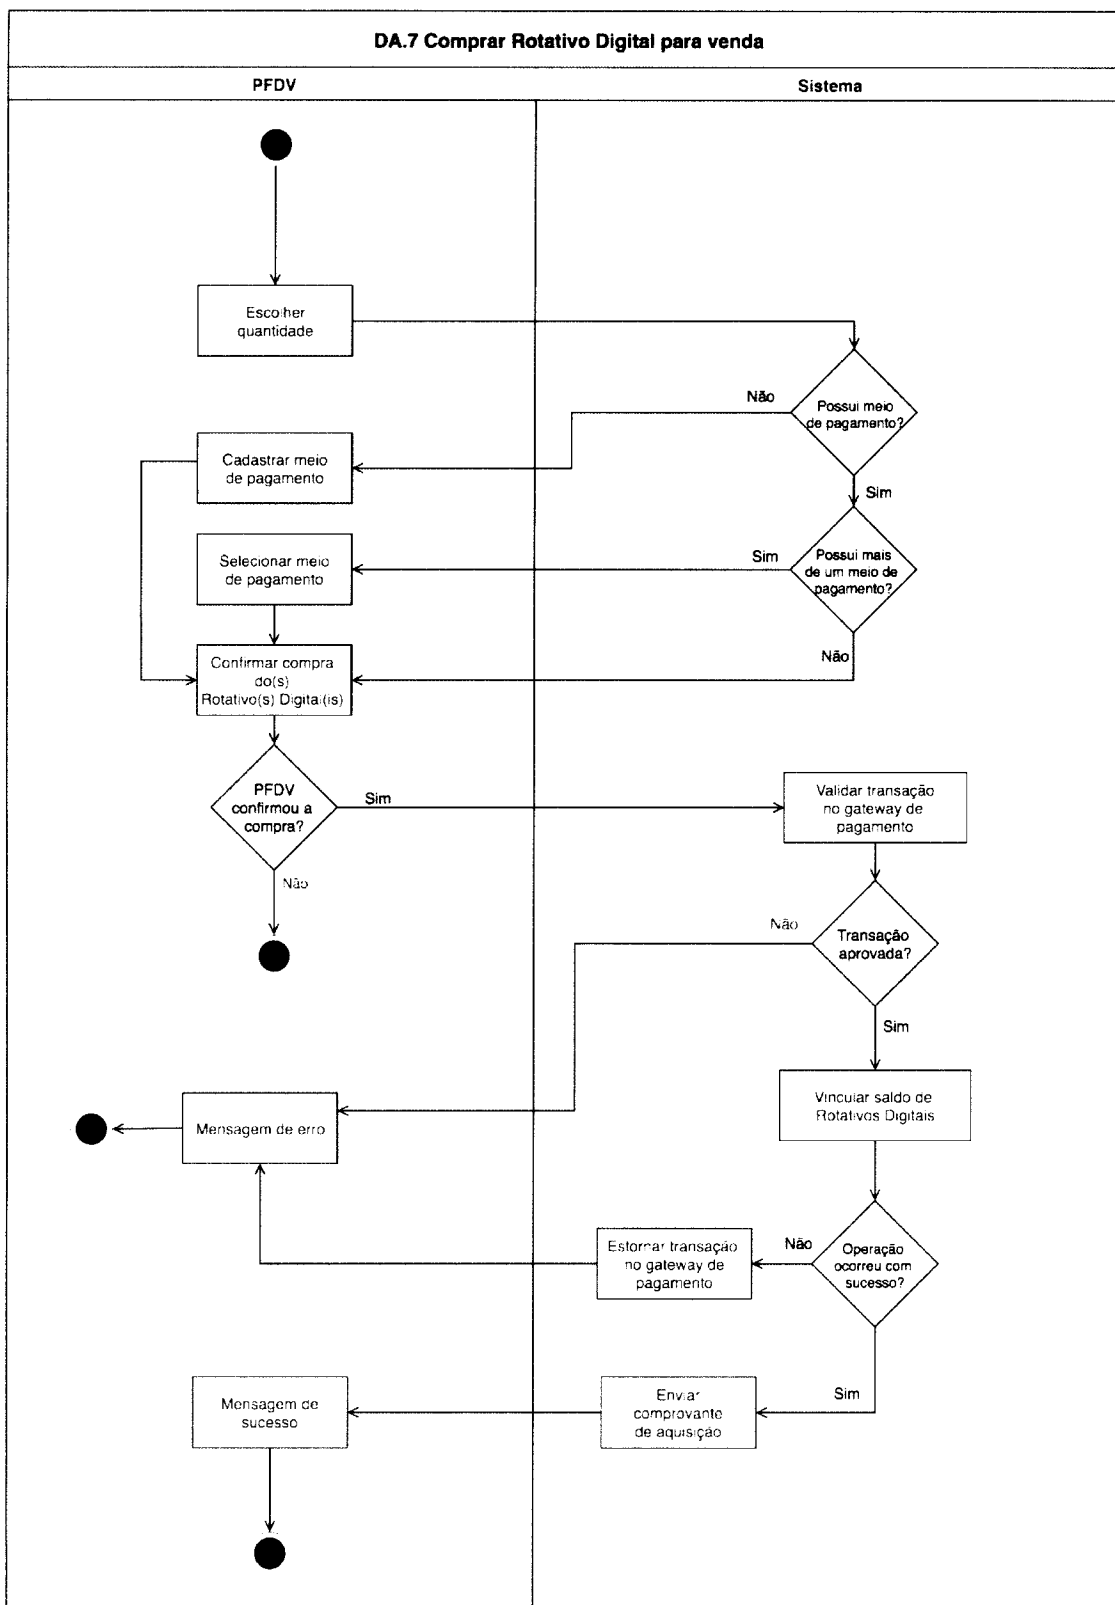 DA.7 Comprar Rotativo Digital para venda
PFDV
Sistema
Escolher
quantidade
Não
Possui meio
de pagamento?
Cadastrar meio
de pagamento
Sim
Selecionar meio
de pagamento
Sim
Possui mais
de um meio de
pagamento?
Não
Confirmar compra
do(s)
Rotativo(s) Digital(is)
PFDV
confirmou a
compra?
Sim
Validar transação
no gateway de
pagamento
Não
Não
Transação
aprovada?
Sim
Vincular saldo de
Rotativos Digitais
Mensagem de erro
Estornar transação
no gateway de
pagamento
Não
Operação
ocorreu com
sucesso?
Sim
Mensagem de
sucesso
Enviar
comprovante
de aquisição